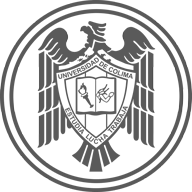 UNIVERSIDAD DE COLIMA
ESTUDIA LUCHA TRABAJA